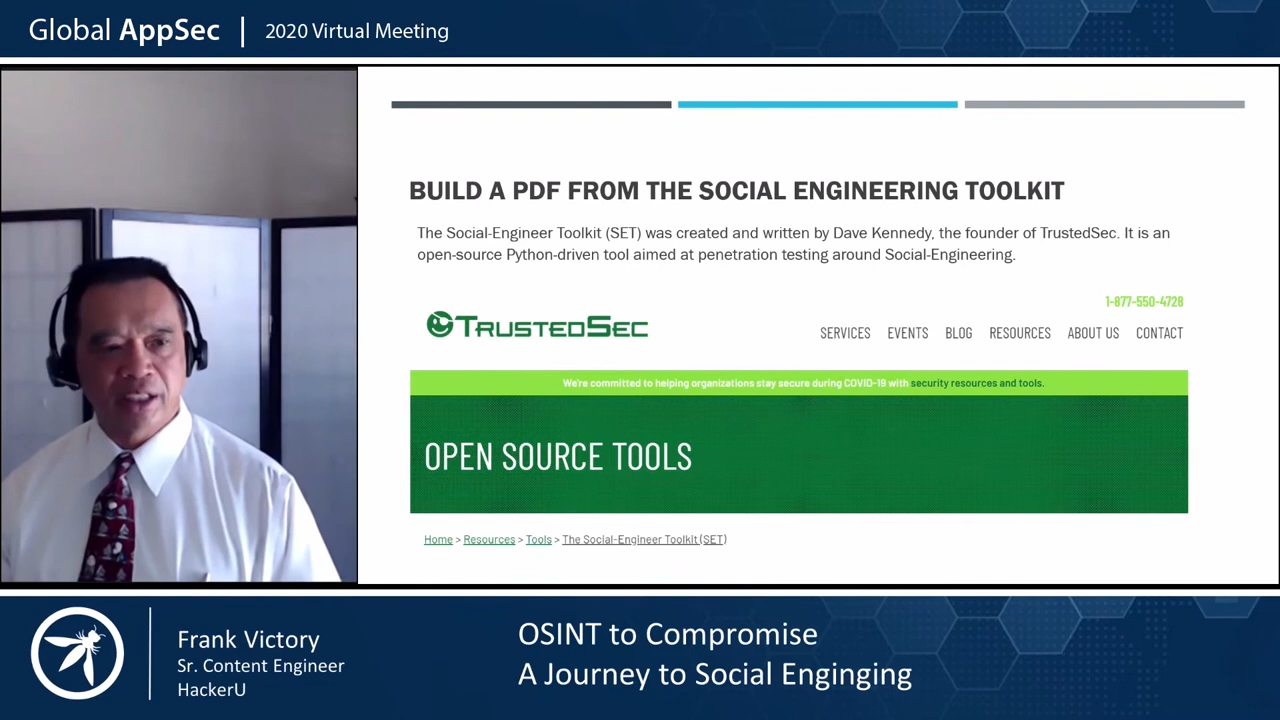 Global AppSec | 2020 Virtual Meeting
BUILD A PDF FROM THE SOCIAL ENGINEERING TOOLKIT
The Social-Engineer Toolkit (SET) was created and written by Dave Kennedy, the founder of TrustedSec. It is an
open-source Python-driven tool aimed at penetration testing around Social-Engineering.
1-877-550-4728
TRUSTEDSEC
SERVICES EVENTS BLOG RESOURCES ABOUT US CONTACT
We're committed to helping organizations stay secure during COVID-19 with security resources and tools.
OPEN SOURCE TOOLS
Home > Resources > Tools > The Social-Engineer Toolkit (SET)
Frank Victory
Sr. Content Engineer
HackerU
OSINT to Compromise
A Journey to Social Enginging